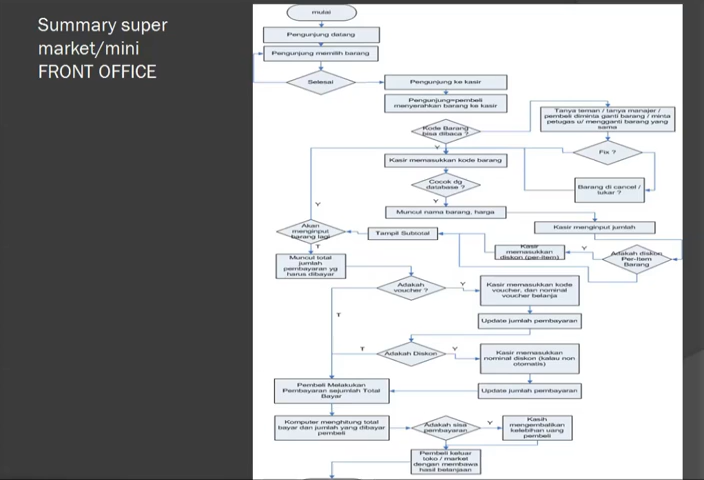 Summary super
market/mini
FRONT OFFICE
mulai
Pengunjung datang
Pengunjung memilih barang
Selesai
Pengunjung ke kasir
Pengunjung=pembeli
menyerahkan barang ke kasir
Kode Barang
bisa dibaca ?
Tanya teman / tanya manajer /
pembeli diminta ganti barang / minta
petugas u/ mengganti barang yang
sama
Y
Fix ?
Kasir memasukkan kode barang
Cocok dg
database ?
Barang di cancel /
tukar ?
Y
Y
Muncul nama barang, harga
Kasir menginput jumlah
Akan
menginput
barang lagi
Tampil Subtotal
Kasir
memasukkan
diskon (per-item)
Y
Adakah diskon
Per-Item
Barang
T
Muncul total
jumlah
pembayaran yg
harus dibayar
Adakah
voucher ?
Y
Kasir memasukkan kode
voucher, dan nominal
voucher belanja
T
Update jumlah pembayaran
T
Adakah Diskon
Y
Kasir memasukkan
nominal diskon (kalau non
otomatis)
Pembeli Melakukan
Pembayaran sejumlah Total
Bayar
Update jumlah pembayaran
Komputer menghitung total
bayar dan jumlah yang dibayar
pembeli
Adakah sisa
pembayaran
Y
Kasih
mengembalikan
kelebihan uang
pembeli
Pembeli keluar
toko / market
dengan membawa
hasil belanjaan